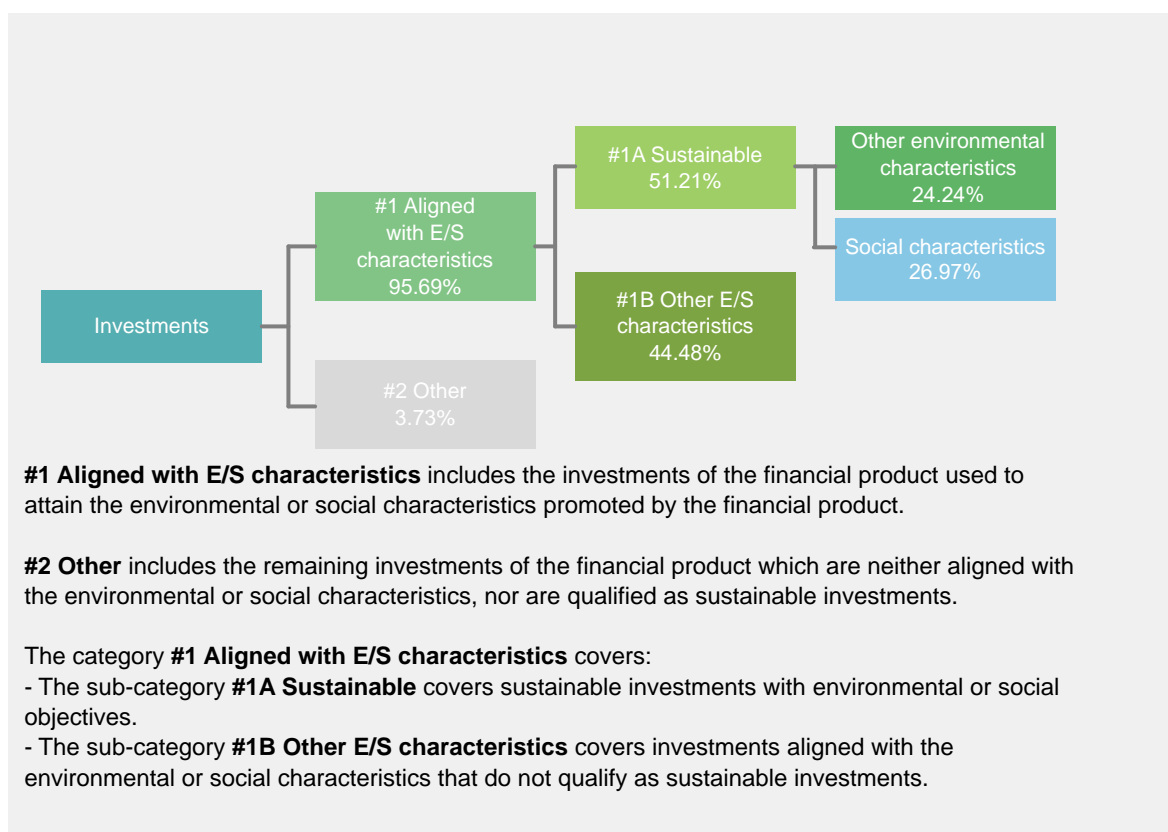 #1A Sustainable
51.21%
Other environmental
characteristics
24.24%
#1 Aligned
with E/S
characteristics
95.69%
Social characteristics
26.97%
Investments
#1B Other E/S
characteristics
44.48%
#2 Other
3.73%
#1 Aligned with E/S characteristics includes the investments of the financial product used to
attain the environmental or social characteristics promoted by the financial product.
#2 Other includes the remaining investments of the financial product which are neither aligned with
the environmental or social characteristics, nor are qualified as sustainable investments.
The category #1 Aligned with E/S characteristics covers:
- The sub-category #1A Sustainable covers sustainable investments with environmental or social
objectives.
- The sub-category #1B Other E/S characteristics covers investments aligned with the
environmental or social characteristics that do not qualify as sustainable investments.